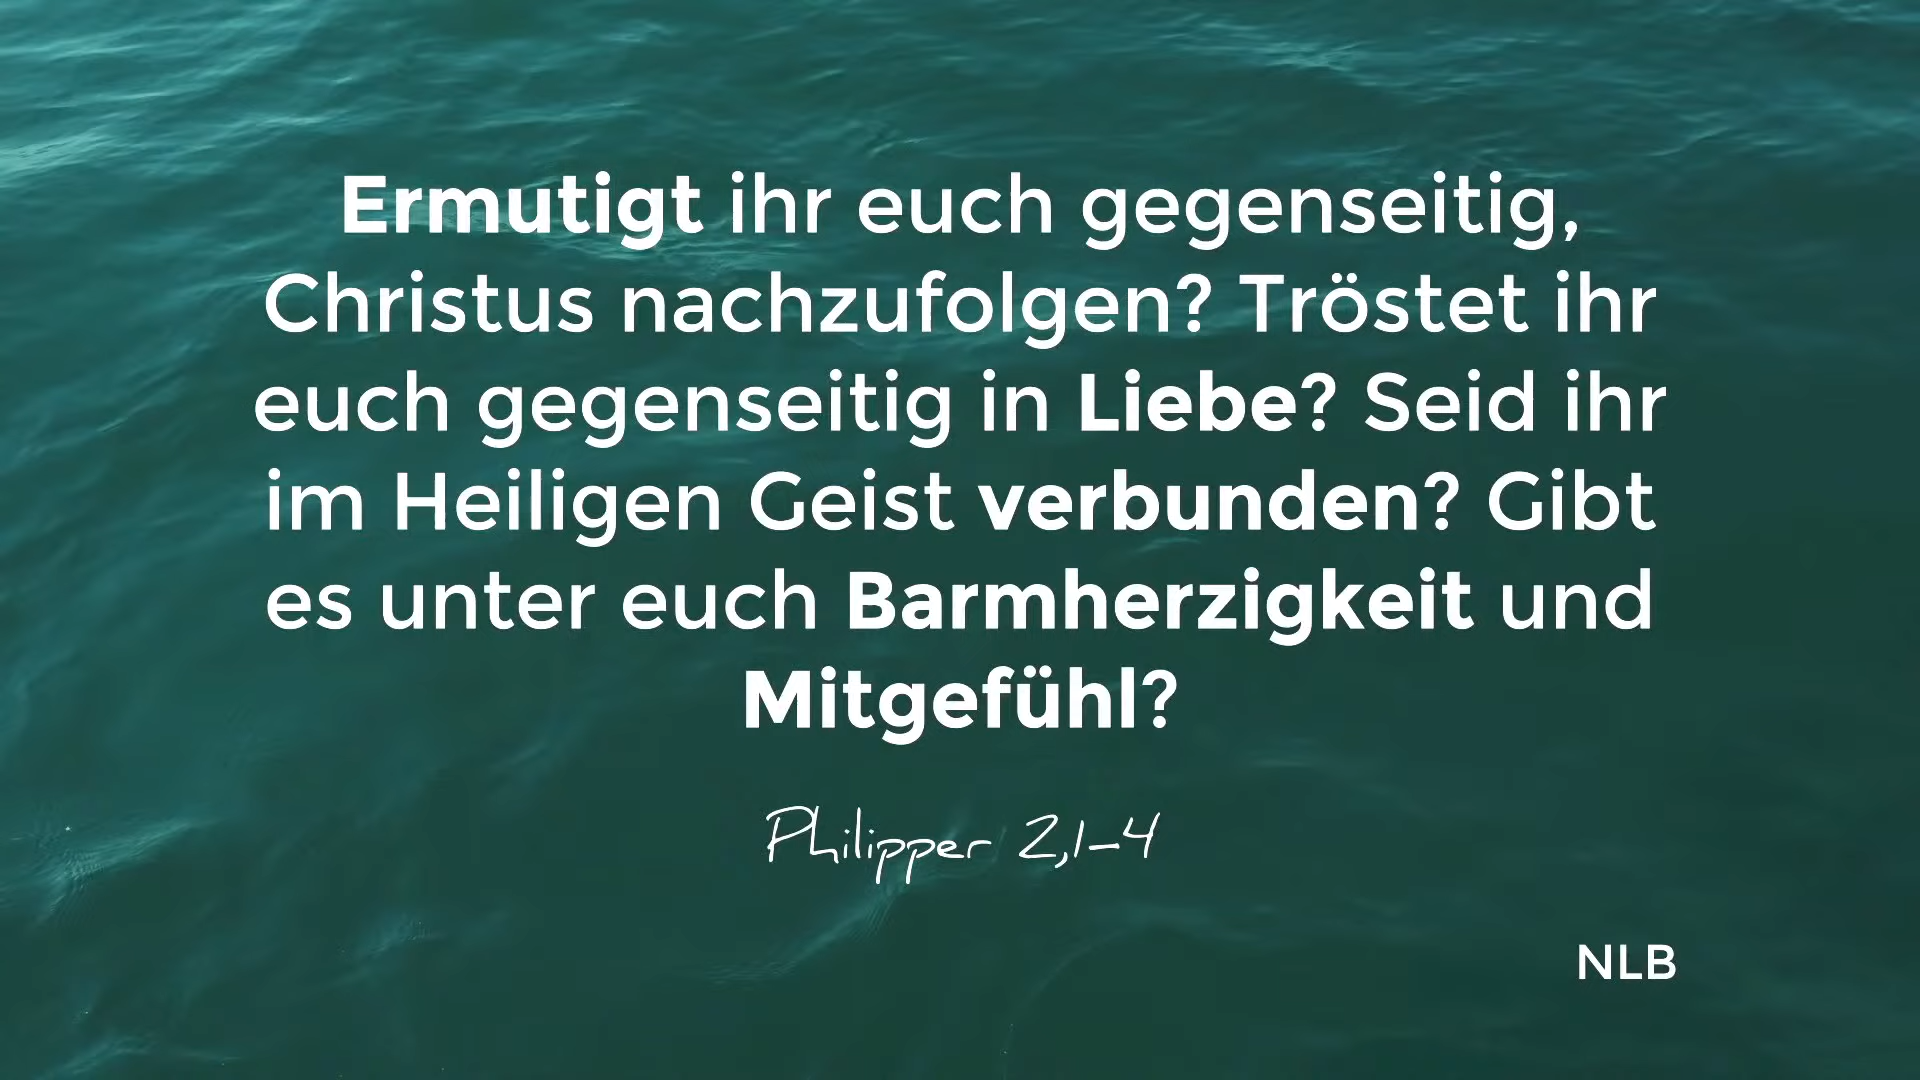 Ermutigt ihr euch gegenseitig,
Christus nachzufolgen? Tröstet ihr
euch gegenseitig in Liebe? Seid ihr
im Heiligen Geist verbunden? Gibt
es unter euch Barmherzigkeit und
Mitgefühl?
Philipper 2,1–4
NLB